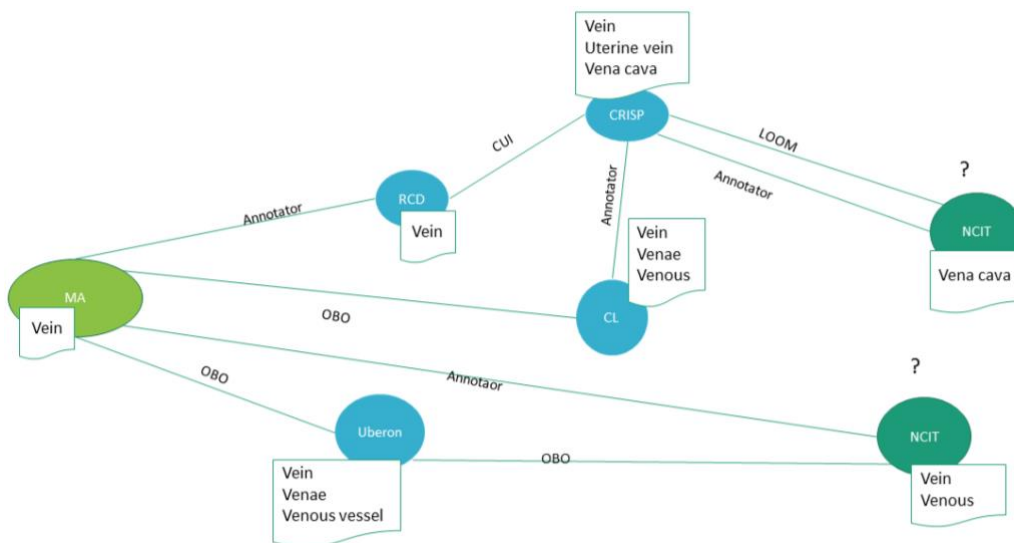 Vein
Uterine vein
Vena cava
CRISP
LOOM
CUI
Annotator
?
Annotator
RCD
Annotator
Vein
NCIT
Vein
Venae
Venous
Vena cava
MA
Vein
OBO
CL
OBO
Annotaor
?
Uberon
NCIT
OBO
Vein
Venae
Venous vessel
Vein
Venous